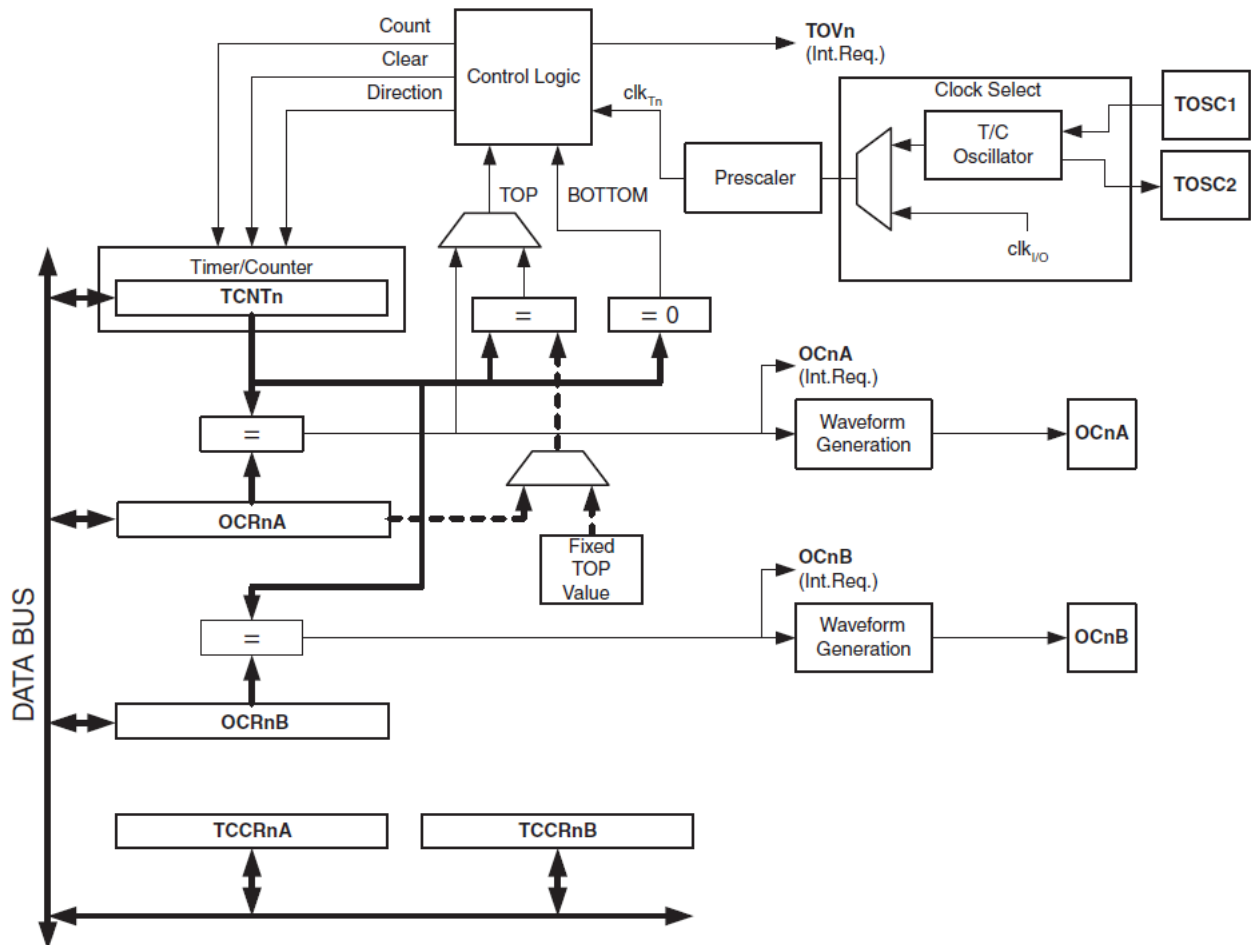 Count
Clear
Direction
Control Logic
TOVn
(Int.Req.)
clkTn
TOP
BOTTOM
Prescaler
Clock Select
T/C
Oscillator
clkI/O
TOSC1
TOSC2
Timer/Counter
TCNTn
=
= 0
=
OCnA
(Int.Req.)
Waveform
Generation
OCnA
OCRnA
Fixed
TOP
Value
OCnB
(Int.Req.)
=
Waveform
Generation
OCnB
OCRnB
DATA BUS
TCCRnA
TCCRnB